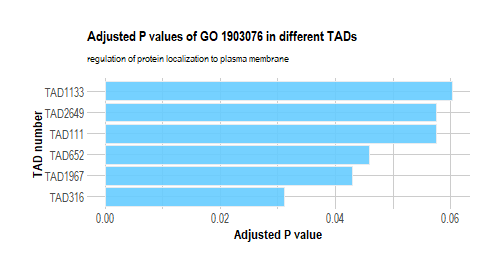 Adjusted P values of GO 1903076 in different TADs
regulation of protein localization to plasma membrane
TAD number
TAD1133
TAD2649
TAD111
TAD652
TAD1967
TAD316
0.00 0.02 0.04 0.06
Adjusted P value